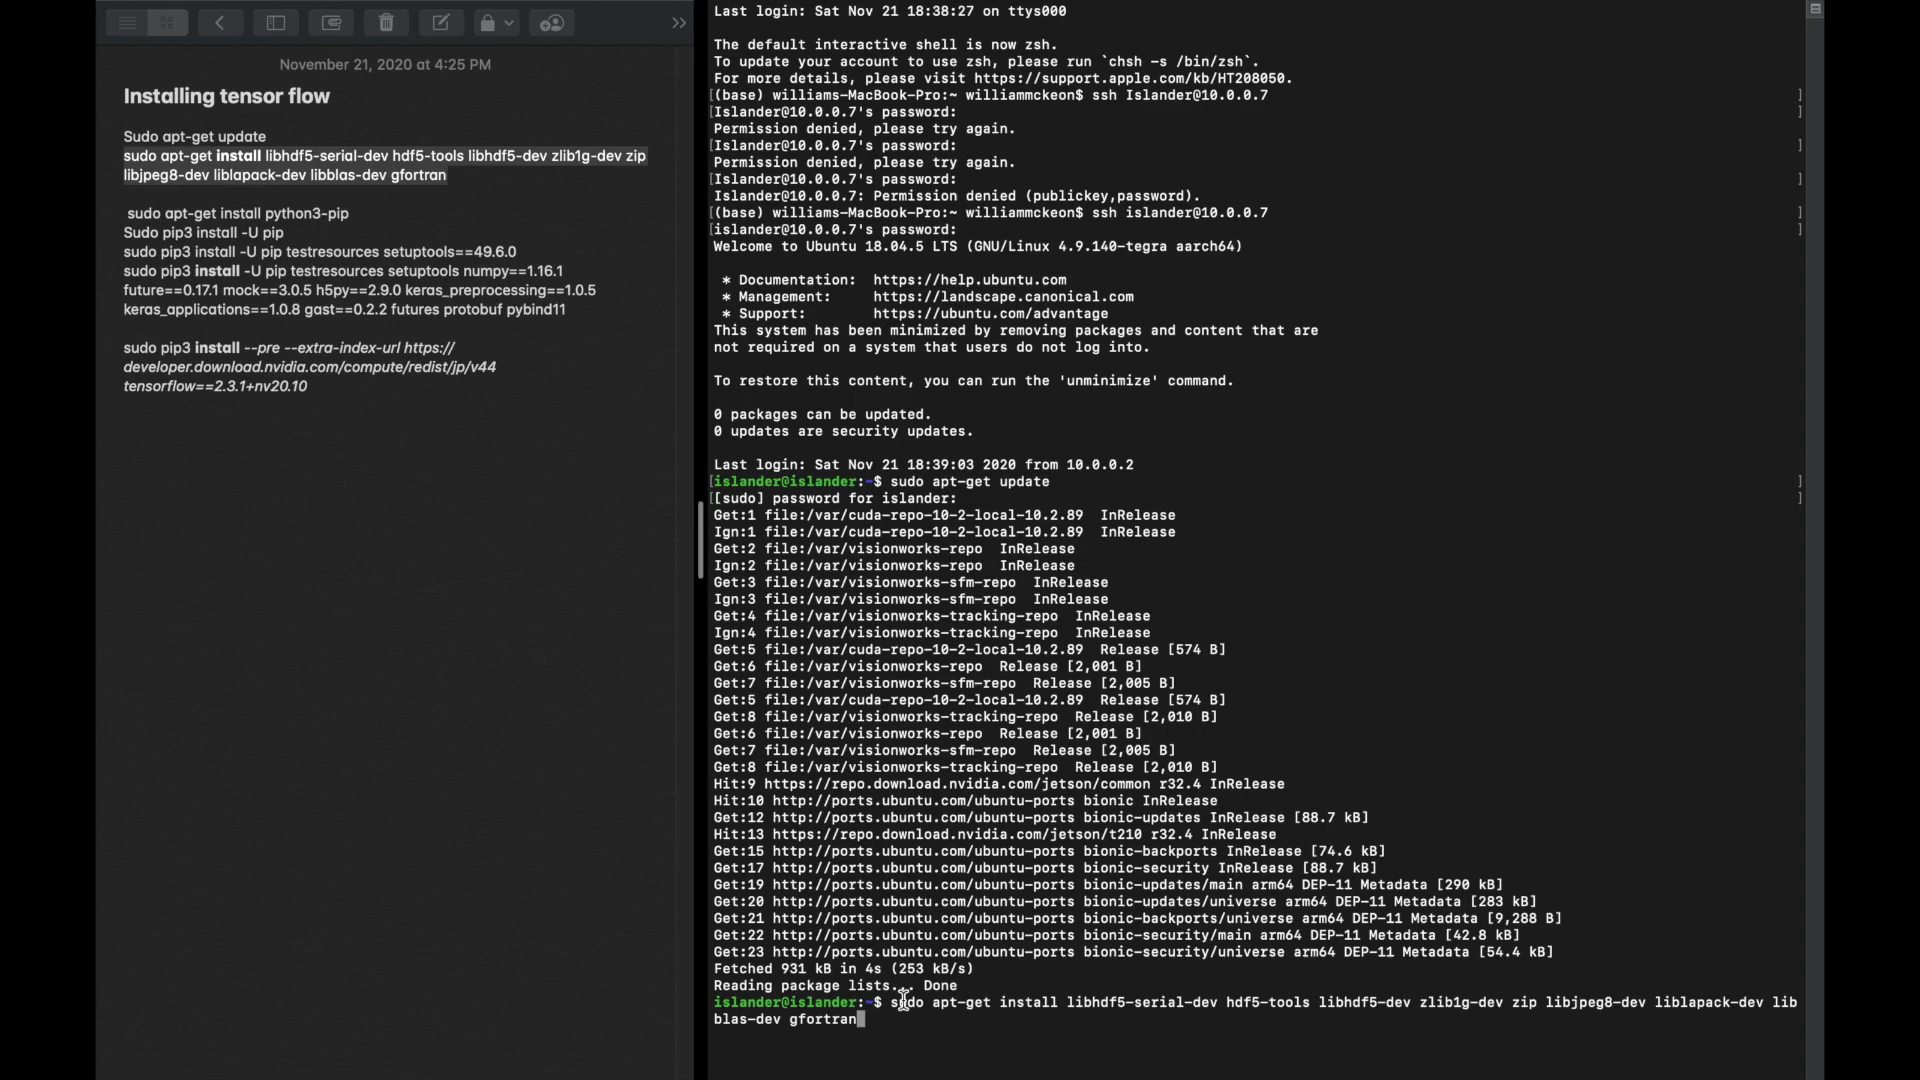 November 21, 2020 at 4:25 PM
Installing tensor flow
Sudo apt-get update
sudo apt-get install libhdf5-serial-dev hdf5-tools libhdf5-dev zlib1g-dev zip
libjpeg8-dev liblapack-dev libblas-dev gfortran
sudo apt-get install python3-pip
Sudo pip3 install -U pip
sudo pip3 install -U pip testresources setuptools==49.6.0
sudo pip3 install -U pip testresources setuptools numpy==1.16.1
future==0.17.1 mock==3.0.5 h5py==2.9.0 keras_preprocessing==1.0.5
keras_applications==1.0.8 gast==0.2.2 futures protobuf pybind11
sudo pip3 install --pre --extra-index-url https://
developer.download.nvidia.com/compute/redist/jp/v44
tensorflow==2.3.1+nv20.10
Last login: Sat Nov 21 18:38:27 on ttys000
The default interactive shell is now zsh.
To update your account to use zsh, please run `chsh -s /bin/zsh`.
For more details, please visit https://support.apple.com/kb/HT208050.
[(base) williams-MacBook-Pro:~ williammckeon$ ssh Islander@10.0.0.7 ]
[Islander@10.0.0.7's password: ]
Permission denied, please try again.
[Islander@10.0.0.7's password: ]
Permission denied, please try again.
[Islander@10.0.0.7's password: ]
Islander@10.0.0.7: Permission denied (publickey,password).
[(base) williams-MacBook-Pro:~ williammckeon$ ssh islander@10.0.0.7 ]
[islander@10.0.0.7's password: ]
Welcome to Ubuntu 18.04.5 LTS (GNU/Linux 4.9.140-tegra aarch64)
* Documentation: https://help.ubuntu.com
* Management: https://landscape.canonical.com
* Support: https://ubuntu.com/advantage
This system has been minimized by removing packages and content that are
not required on a system that users do not log into.
To restore this content, you can run the 'unminimize' command.
0 packages can be updated.
0 updates are security updates.
Last login: Sat Nov 21 18:39:03 2020 from 10.0.0.2
[islander@islander:~$ sudo apt-get update ]
[[sudo] password for islander: ]
Get:1 file:/var/cuda-repo-10-2-local-10.2.89 InRelease
Ign:1 file:/var/cuda-repo-10-2-local-10.2.89 InRelease
Get:2 file:/var/visionworks-repo InRelease
Ign:2 file:/var/visionworks-repo InRelease
Get:3 file:/var/visionworks-sfm-repo InRelease
Ign:3 file:/var/visionworks-sfm-repo InRelease
Get:4 file:/var/visionworks-tracking-repo InRelease
Ign:4 file:/var/visionworks-tracking-repo InRelease
Get:5 file:/var/cuda-repo-10-2-local-10.2.89 Release [574 B]
Get:6 file:/var/visionworks-repo Release [2,001 B]
Get:7 file:/var/visionworks-sfm-repo Release [2,005 B]
Get:5 file:/var/cuda-repo-10-2-local-10.2.89 Release [574 B]
Get:8 file:/var/visionworks-tracking-repo Release [2,010 B]
Get:6 file:/var/visionworks-repo Release [2,001 B]
Get:7 file:/var/visionworks-sfm-repo Release [2,005 B]
Get:8 file:/var/visionworks-tracking-repo Release [2,010 B]
Hit:9 https://repo.download.nvidia.com/jetson/common r32.4 InRelease
Hit:10 http://ports.ubuntu.com/ubuntu-ports bionic InRelease
Get:12 http://ports.ubuntu.com/ubuntu-ports bionic-updates InRelease [88.7 kB]
Hit:13 https://repo.download.nvidia.com/jetson/t210 r32.4 InRelease
Get:15 http://ports.ubuntu.com/ubuntu-ports bionic-backports InRelease [74.6 kB]
Get:17 http://ports.ubuntu.com/ubuntu-ports bionic-security InRelease [88.7 kB]
Get:19 http://ports.ubuntu.com/ubuntu-ports bionic-updates/main arm64 DEP-11 Metadata [290 kB]
Get:20 http://ports.ubuntu.com/ubuntu-ports bionic-updates/universe arm64 DEP-11 Metadata [283 kB]
Get:21 http://ports.ubuntu.com/ubuntu-ports bionic-backports/universe arm64 DEP-11 Metadata [9,288 B]
Get:22 http://ports.ubuntu.com/ubuntu-ports bionic-security/main arm64 DEP-11 Metadata [42.8 kB]
Get:23 http://ports.ubuntu.com/ubuntu-ports bionic-security/universe arm64 DEP-11 Metadata [54.4 kB]
Fetched 931 kB in 4s (253 kB/s)
Reading package lists... Done
islander@islander:~$ sudo apt-get install libhdf5-serial-dev hdf5-tools libhdf5-dev zlib1g-dev zip libjpeg8-dev liblapack-dev lib
blas-dev gfortran